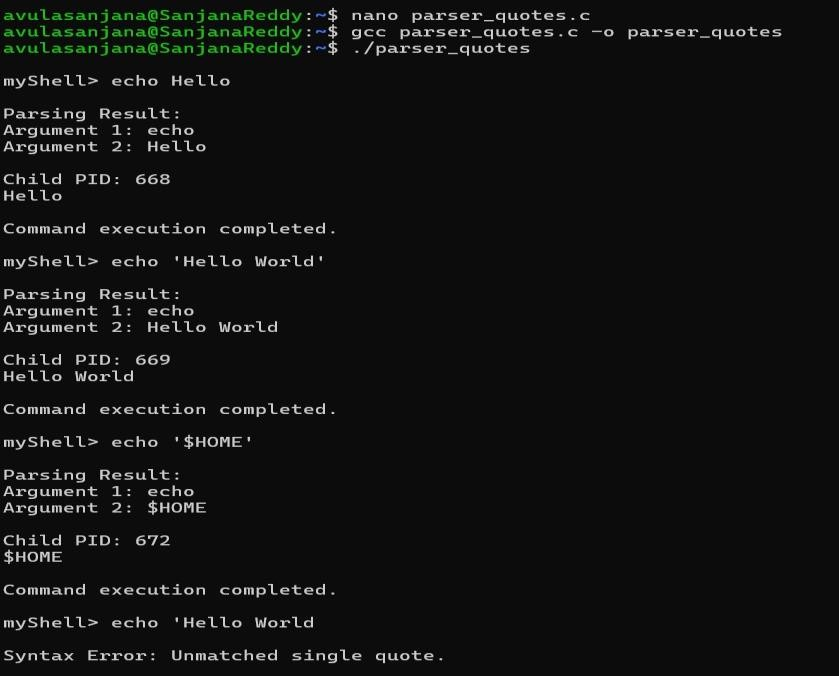 avulasanjana@SanjanaReddy:~$ nano parser_quotes.c
avulasanjana@SanjanaReddy:~$ gcc parser_quotes.c -o parser_quotes
avulasanjana@SanjanaReddy:~$ ./parser_quotes
myShell> echo Hello
Parsing Result:
Argument 1: echo
Argument 2: Hello
Child PID: 668
Hello
Command execution completed.
myShell> echo 'Hello World'
Parsing Result:
Argument 1: echo
Argument 2: Hello World
Child PID: 669
Hello World
Command execution completed.
myShell> echo '$HOME'
Parsing Result:
Argument 1: echo
Argument 2: $HOME
Child PID: 672
$HOME
Command execution completed.
myShell> echo 'Hello World
Syntax Error: Unmatched single quote.